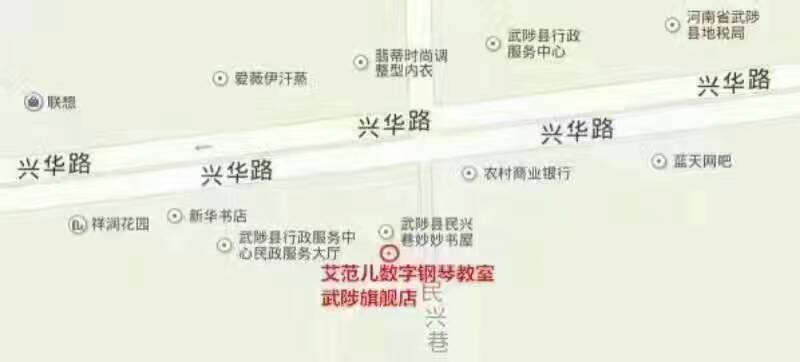 河南省武陟
县地税局
武陟县行政
服务中心
翡蒂时尚调
整型内衣
爱薇伊汗蒸
联想
兴华路
兴华路
兴华路
兴华路
兴华路
蓝天网吧
农村商业银行
祥润花园
新华书店
武陟县行政服务中
心民政服务大厅
武陟县民兴
巷妙妙书屋
艾范儿数字钢琴教室
武陟旗舰店
民兴巷